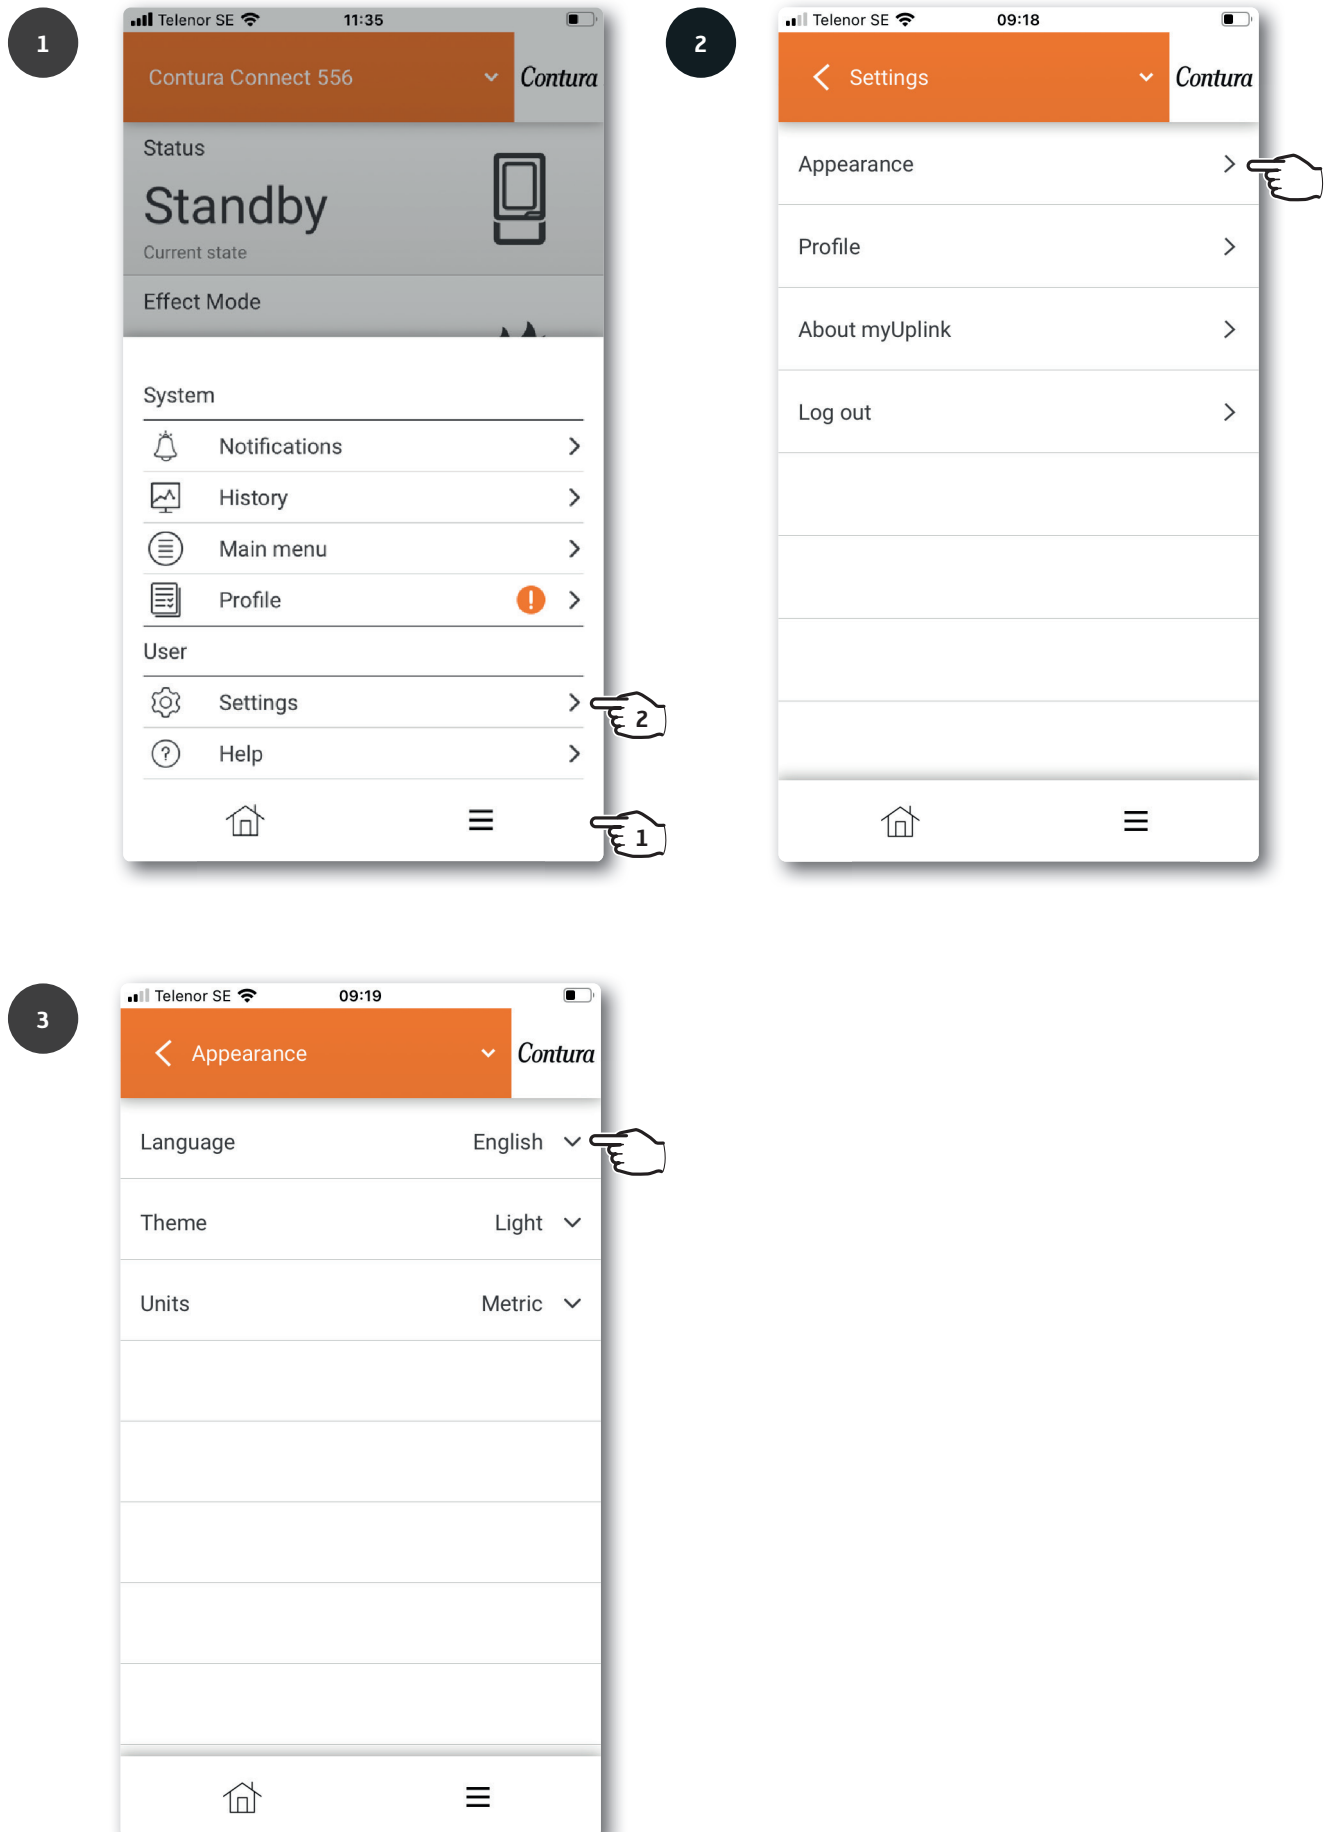 1
Telenor SE 11:35
Contura Connect 556
Contura
Status
Standby
Current state
Effect Mode
System
Notifications
History
Main menu
Profile !
User
Settings
2
? Help
1
2
Telenor SE 09:18
Settings
Contura
Appearance
Profile
About myUplink
Log out
3
Telenor SE 09:19
Appearance
Contura
Language English
Theme Light
Units Metric